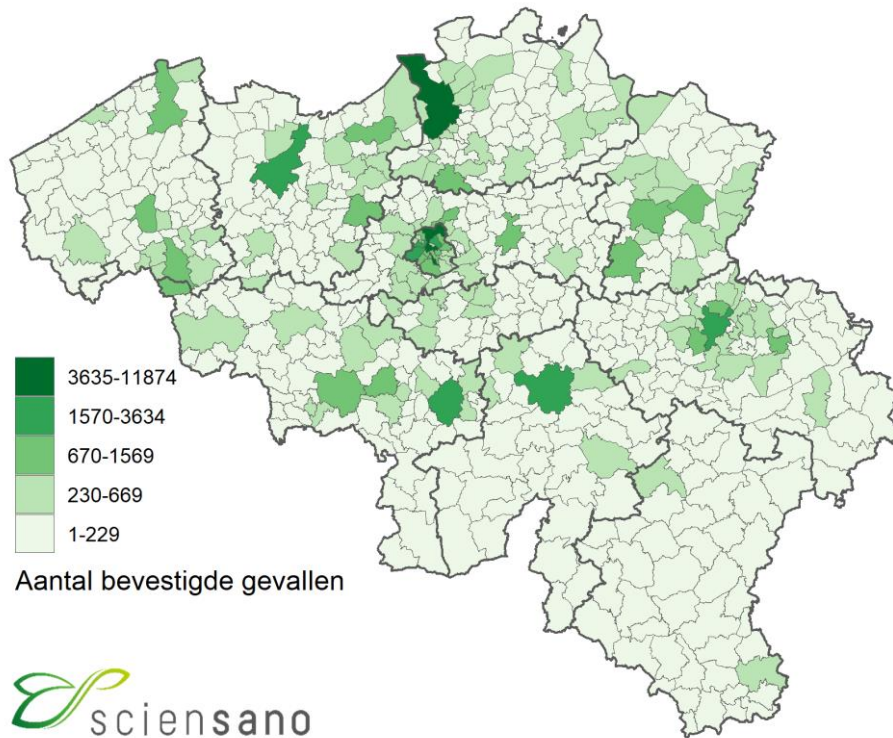 3635-11874
1570-3634
670-1569
230-669
1-229
Aantal bevestigde gevallen
sciensano